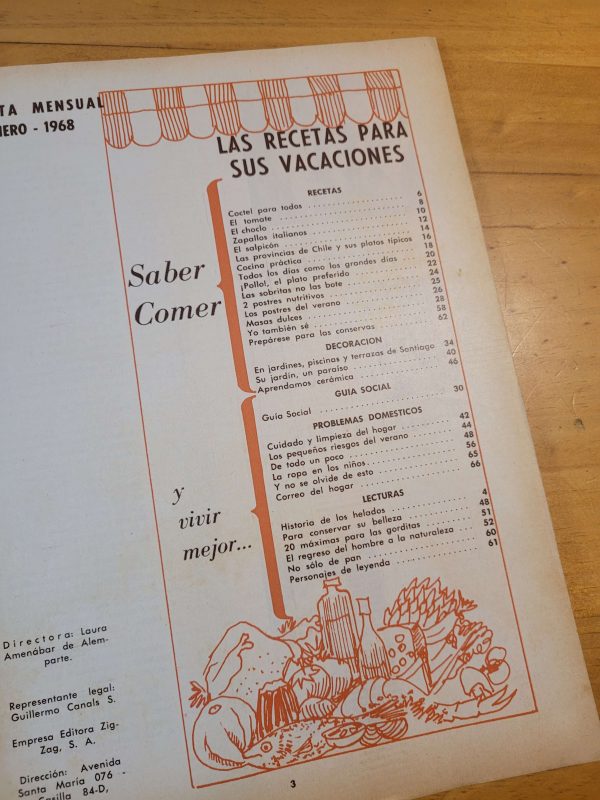 TA MENSUAL
NERO - 1968
LAS RECETAS PARA
SUS VACACIONES
Saber
Comer
RECETAS
Coctel para todos 6
El tomate 8
El choclo 10
Zapallos italianos 12
El salpicón 14
Las provincias de Chile y sus platos típicos 16
Cocina práctica 18
Todos los días como los grandes días 20
¡Pollo!, el plato preferido 22
Las sobritas no las bote 24
2 postres nutritivos 25
Los postres del verano 26
Masas dulces 28
Yo también sé 58
Prepárese para las conservas 62
DECORACION
En jardines, piscinas y terrazas de Santiago 34
Su jardín, un paraíso 40
Aprendamos cerámica 46
y
vivir
mejor...
GUIA SOCIAL
Guía Social 30
PROBLEMAS DOMESTICOS
Cuidado y limpieza del hogar 42
Los pequeños riesgos del verano 44
De todo un poco 48
La ropa en los niños 56
Y no se olvide de esto 65
Correo del hogar 66
LECTURAS
Historia de los helados 4
Para conservar su belleza 48
20 máximas para las gorditas 51
El regreso del hombre a la naturaleza 52
No sólo de pan 60
Personajes de leyenda 61
Directora: Laura
Amenábar de Alem-
parte.
Representante legal:
Guillermo Canals S.
Empresa Editora Zig-
Zag, S. A.
Dirección: Avenida
Santa María 076 -
Casilla 84-D,
3